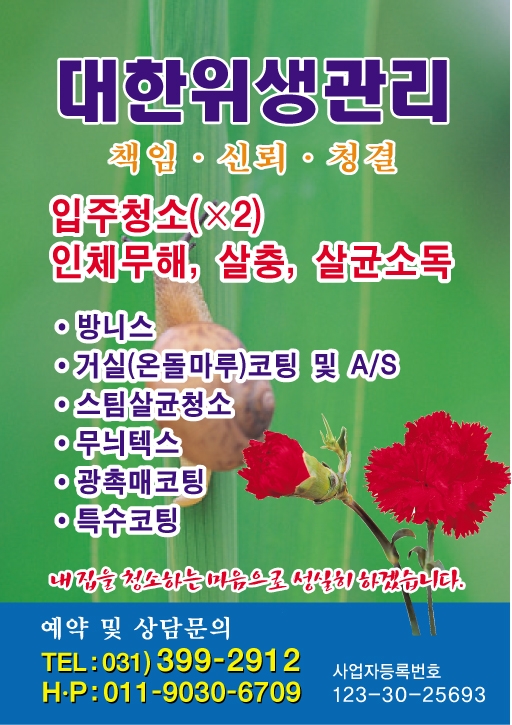 대한위생관리
책임 · 신뢰 · 청결
입주청소(×2)
인체무해, 살충, 살균소독
• 방니스
• 거실(온돌마루)코팅 및 A/S
• 스팀살균청소
• 무늬텍스
• 광촉매코팅
• 특수코팅
내 집을 청소하는 마음으로 성실히 하겠습니다.
예약 및 상담문의
TEL : 031) 399-2912
H·P : 011-9030-6709
사업자등록번호
123-30-25693